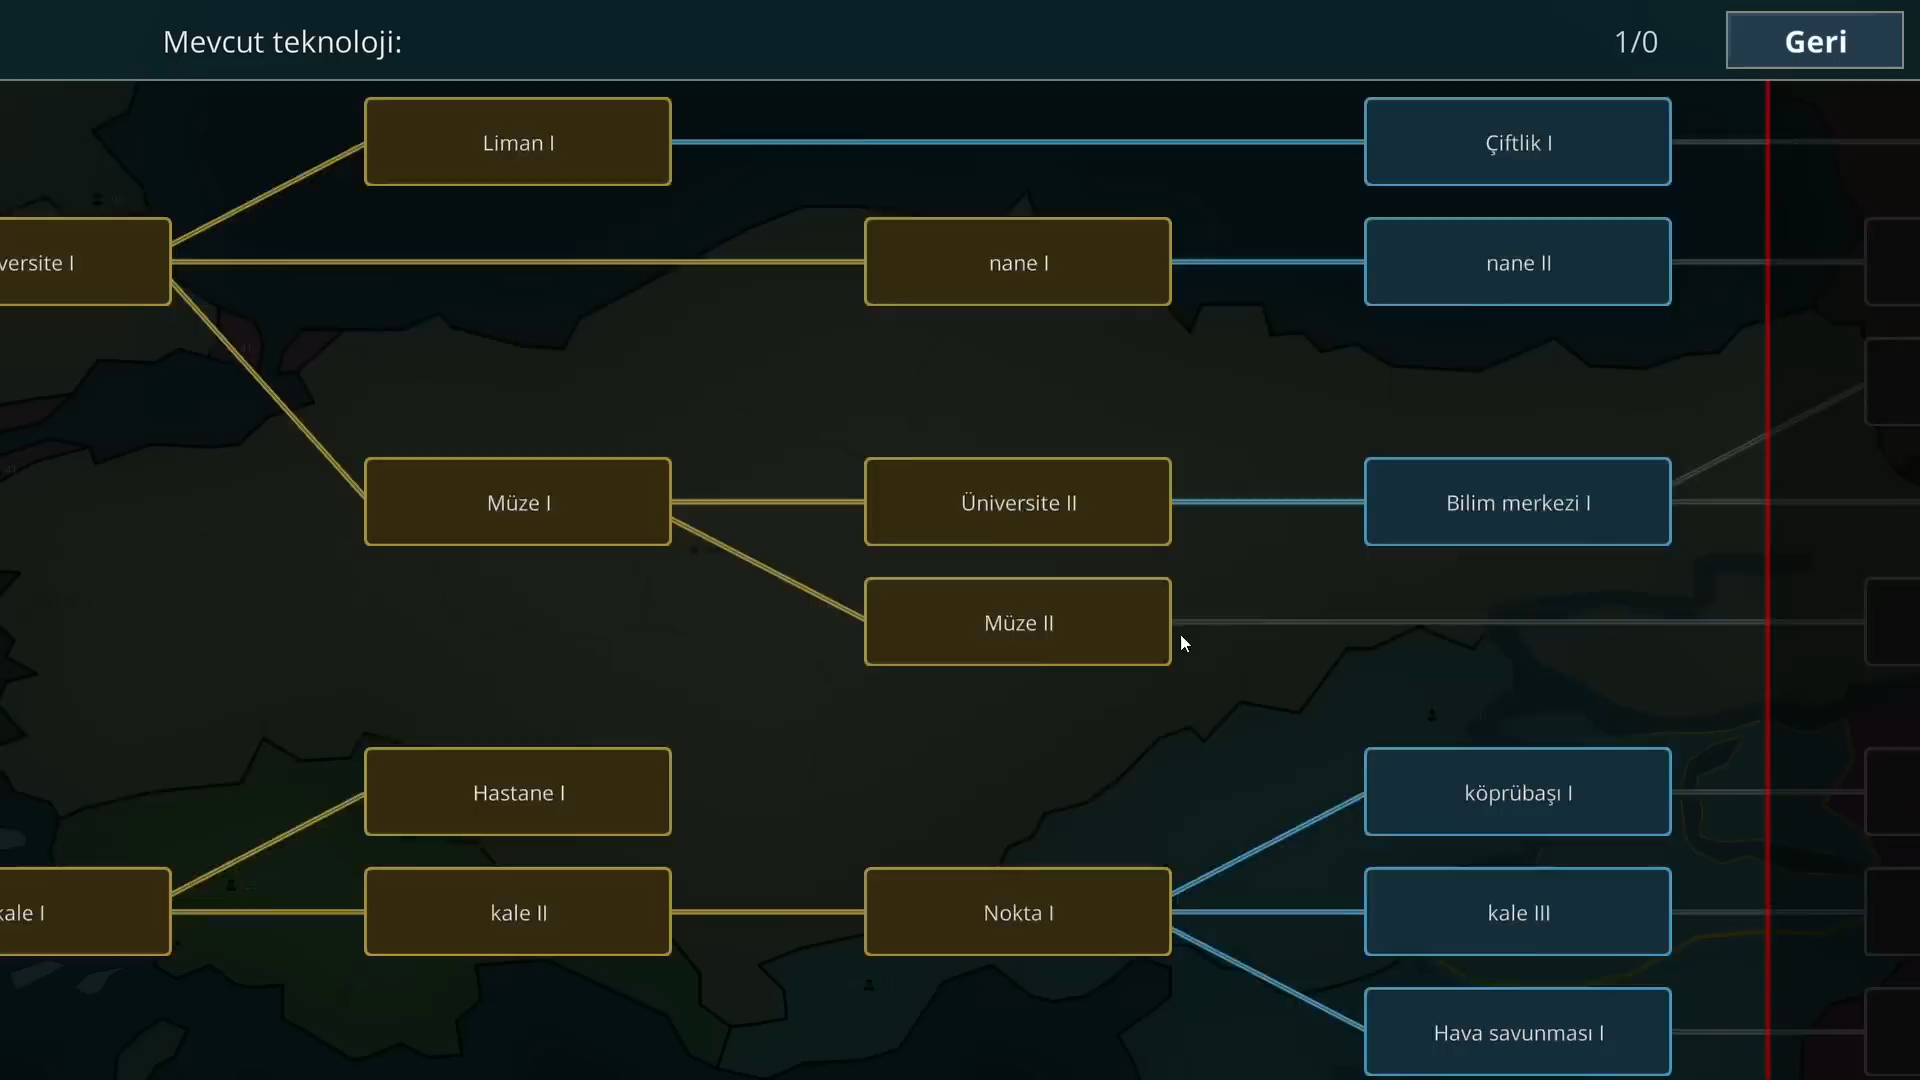 Mevcut teknoloji:
1/0
Geri
Liman I
Çiftlik I
versite I
nane I
nane II
Müze I
Üniversite II
Bilim merkezi I
Müze II
Hastane I
köprübaşı I
kale I
kale II
Nokta I
kale III
Hava savunması I